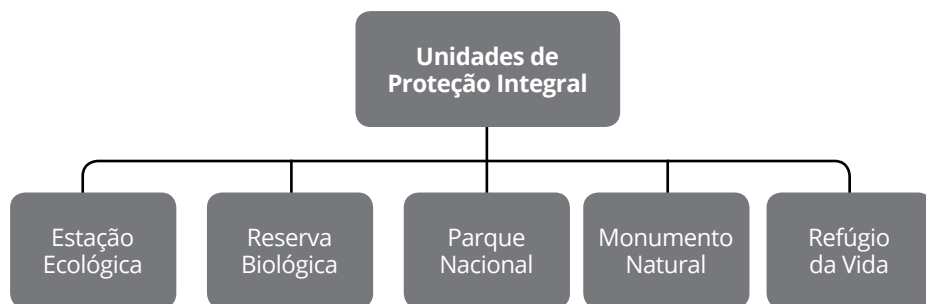 Unidades de
Proteção Integral
Estação
Ecológica
Reserva
Biológica
Parque
Nacional
Monumento
Natural
Refúgio
da Vida